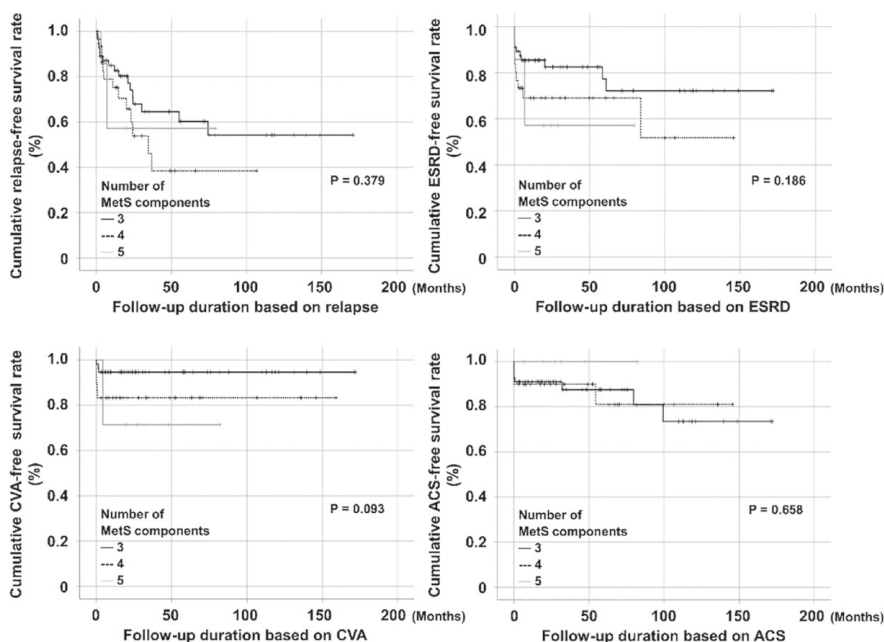 Cumulative relapse-free survival rate
(%)
1.0
0.8
0.6
0.4
0.2
0
Number of
MetS components
3
4
5
P = 0.379
0 50 100 150 200 (Months)
Follow-up duration based on relapse
Cumulative ESRD-free survival rate
(%)
1.0
0.8
0.6
0.4
0.2
0
Number of
MetS components
3
4
5
P = 0.186
0 50 100 150 200 (Months)
Follow-up duration based on ESRD
Cumulative CVA-free survival rate
(%)
1.0
0.8
0.6
0.4
0.2
0
Number of
MetS components
3
4
5
P = 0.093
0 50 100 150 200 (Months)
Follow-up duration based on CVA
Cumulative ACS-free survival rate
(%)
1.0
0.8
0.6
0.4
0.2
0
Number of
MetS components
3
4
5
P = 0.658
0 50 100 150 200 (Months)
Follow-up duration based on ACS